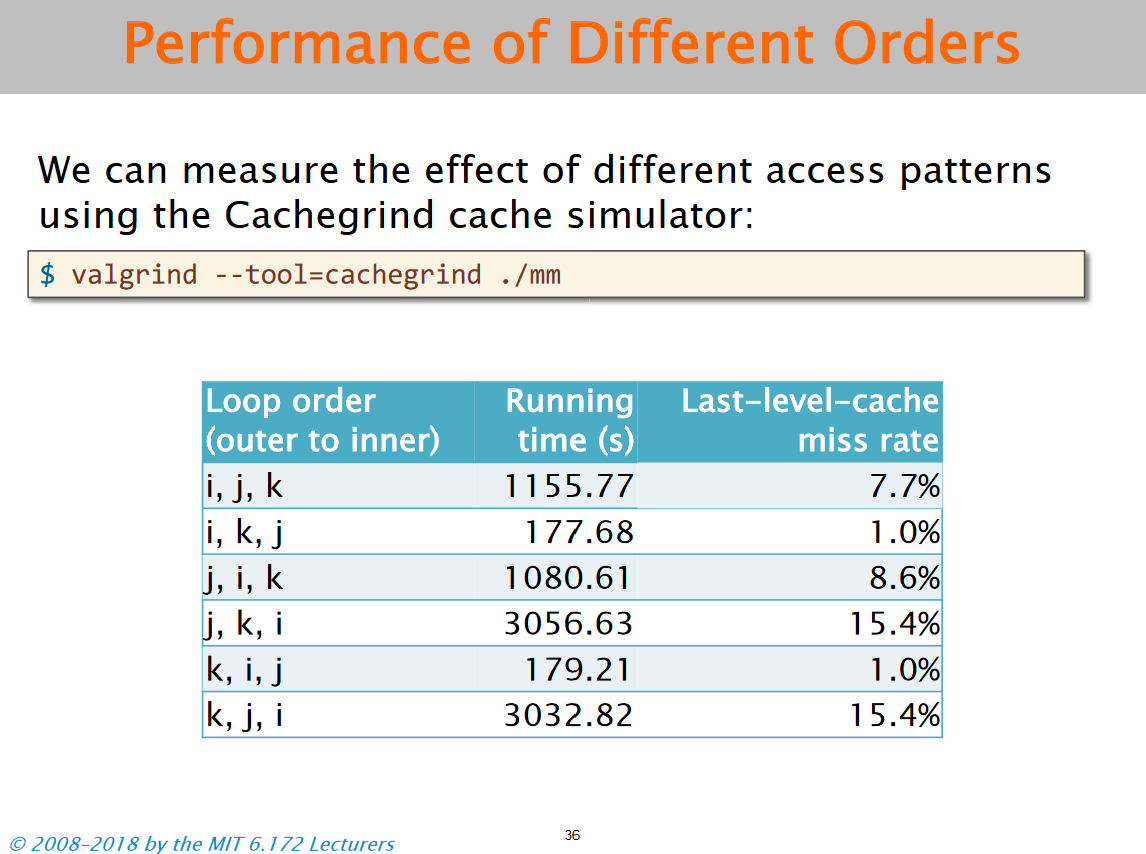 Performance of Different Orders
We can measure the effect of different access patterns
using the Cachegrind cache simulator:
$ valgrind --tool=cachegrind ./mm
Loop order (outer to inner) Running time (s) Last-level-cache miss rate
i, j, k 1155.77 7.7%
i, k, j 177.68 1.0%
j, i, k 1080.61 8.6%
j, k, i 3056.63 15.4%
k, i, j 179.21 1.0%
k, j, i 3032.82 15.4%
© 2008–2018 by the MIT 6.172 Lecturers
36